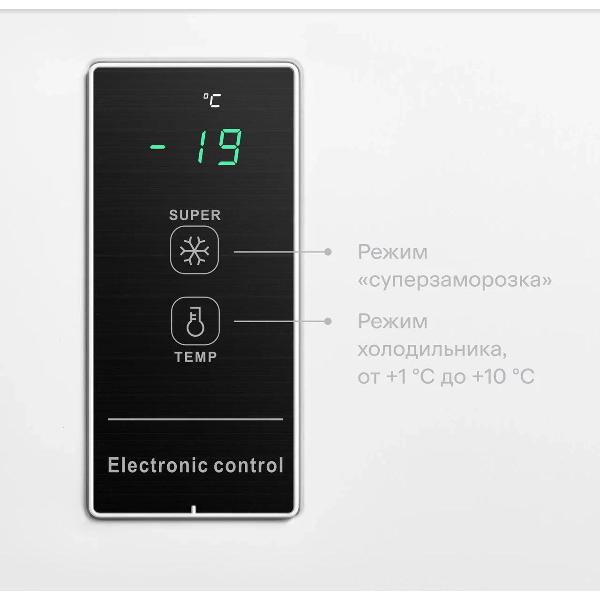 °C
- 19
SUPER
Режим
«суперзаморозка»
Режим
холодильника,
от +1 °C до +10 °C
TEMP
Electronic control